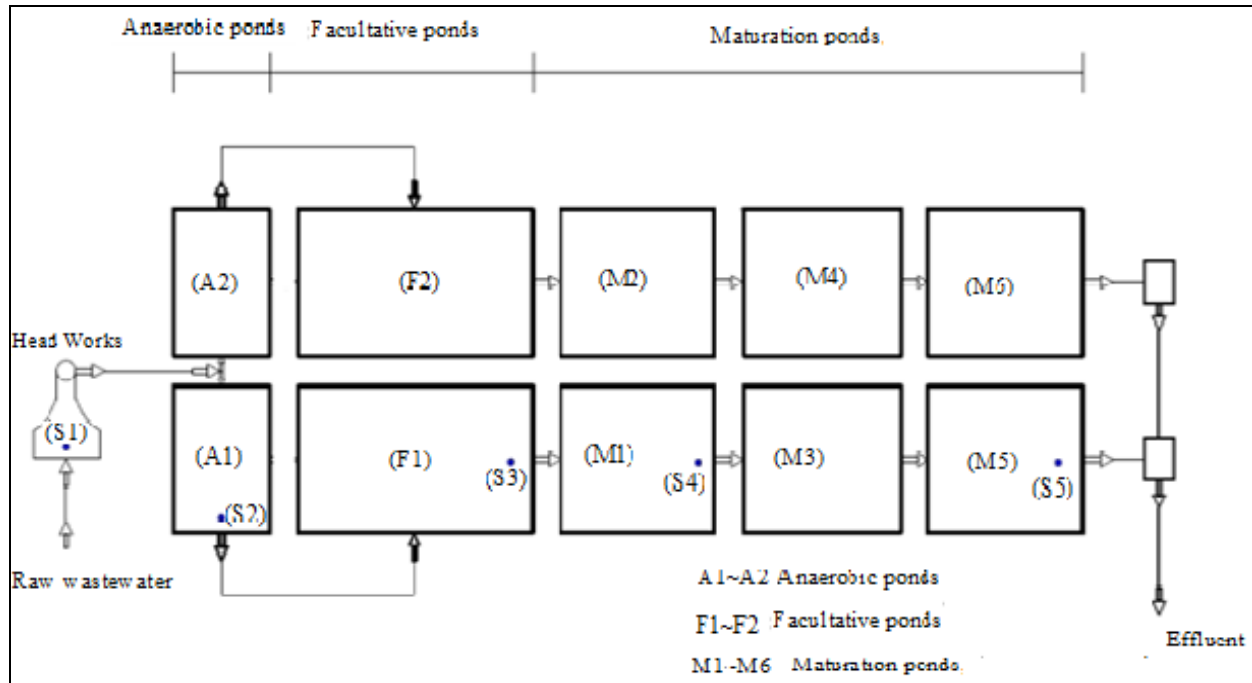 Anaerobic ponds Facultative ponds Maturation ponds
(A2) (F2) (M2) (M4) (M6)
Head Works
(S1)
(A1) (F1) (S3) (M1) (S4) (M3) (M5) (S5)
(S2)
Raw wastewater
A1~A2 Anaerobic ponds
F1~F2 Facultative ponds
Effluent
M1~M6 Maturation ponds